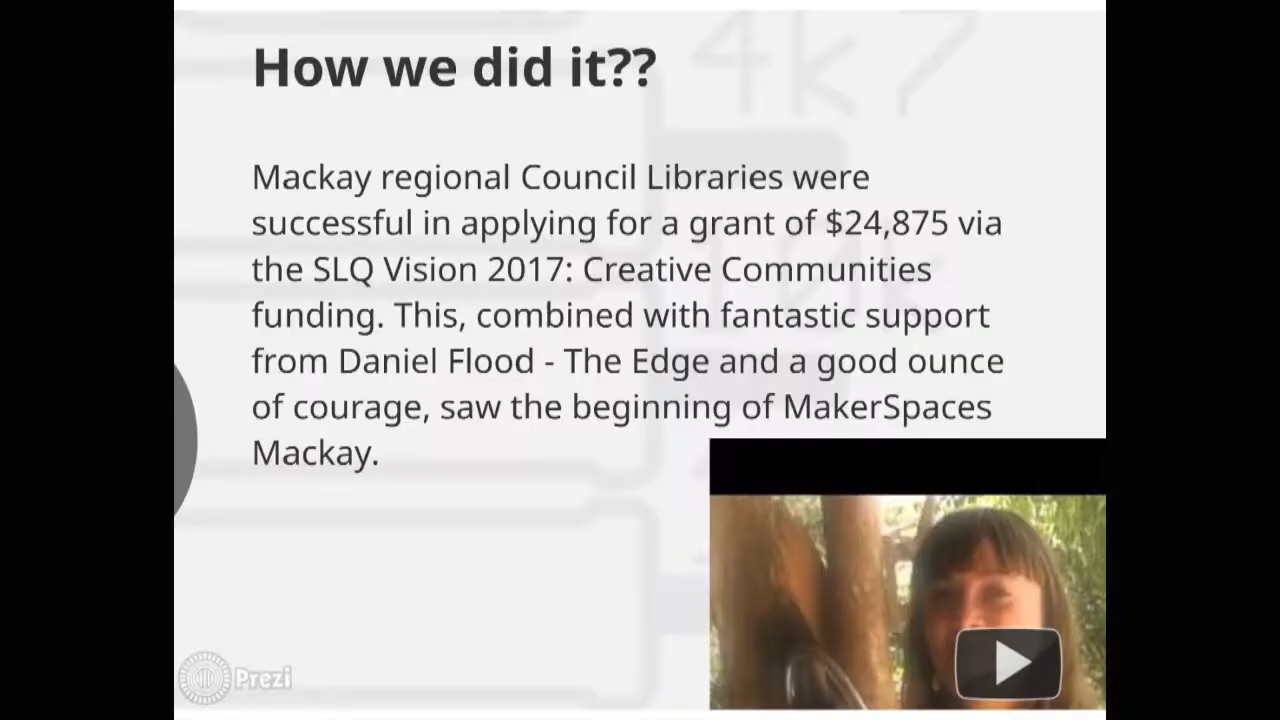 How we did it??
Mackay regional Council Libraries were
successful in applying for a grant of $24,875 via
the SLQ Vision 2017: Creative Communities
funding. This, combined with fantastic support
from Daniel Flood - The Edge and a good ounce
of courage, saw the beginning of MakerSpaces
Mackay.
4k7
10k
Prezi